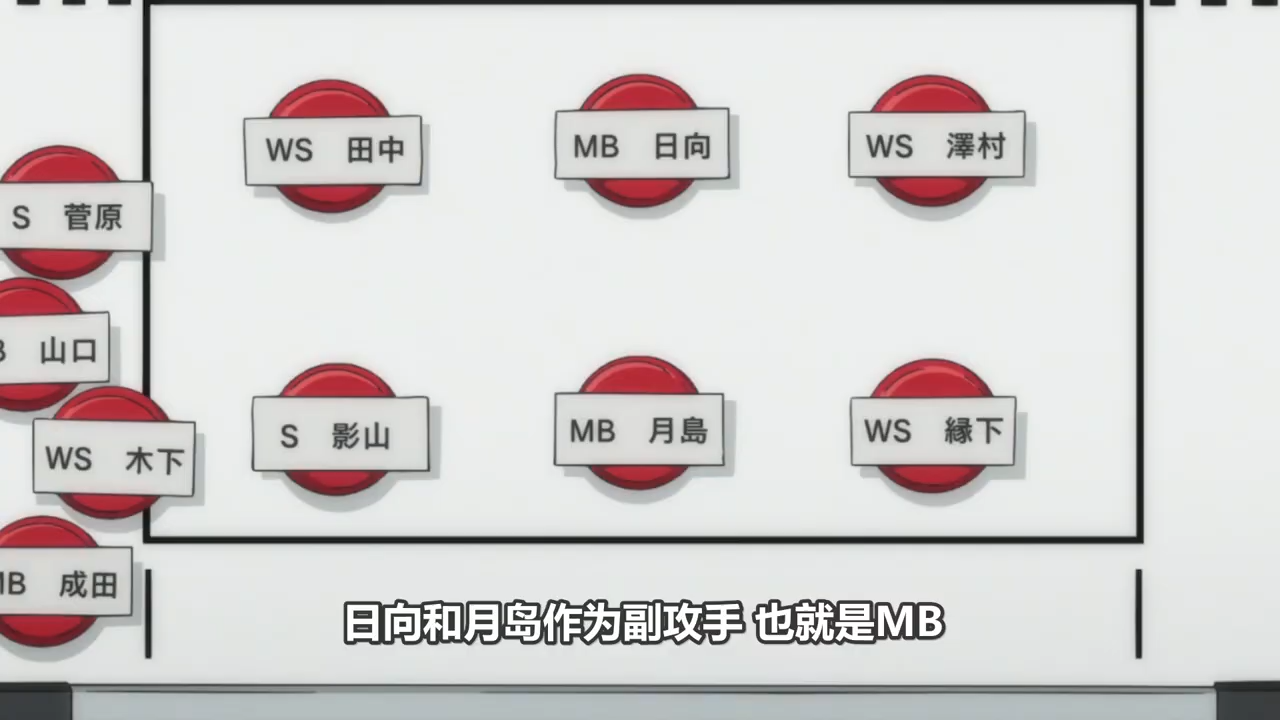 WS 田中
MB 日向
WS 澤村
S 菅原
山口
S 影山
MB 月島
WS 縁下
WS 木下
MB 成田
日向和月岛作为副攻手 也就是MB